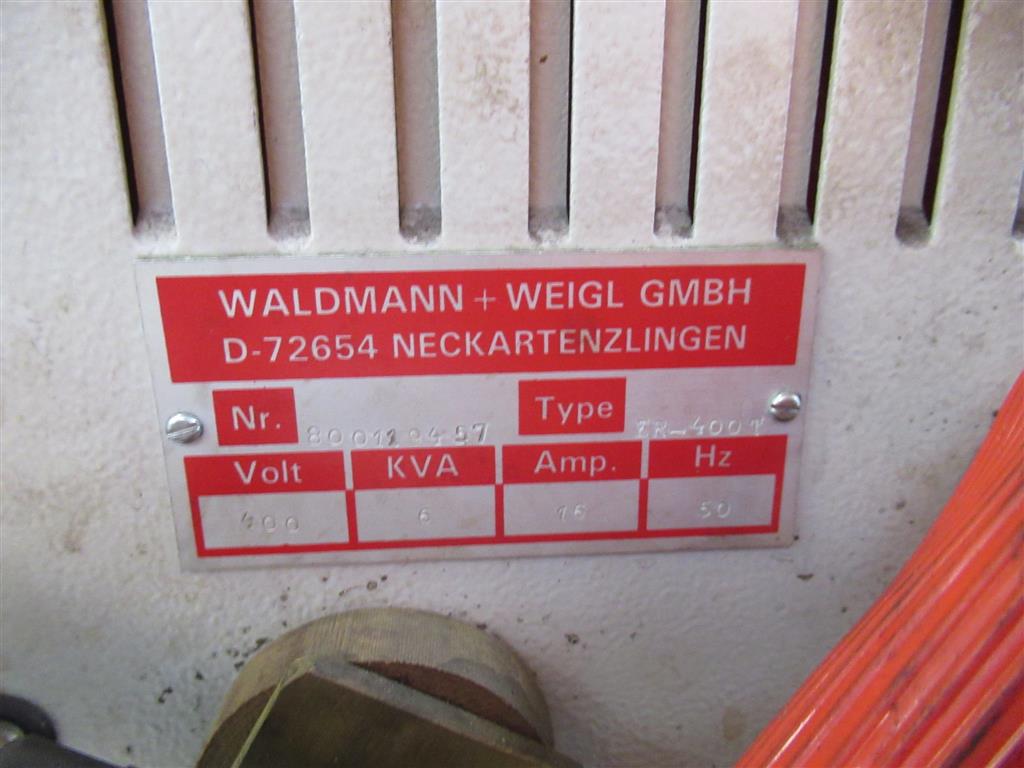 WALDMANN + WEIGL GMBH
D-72654 NECKARTENZLINGEN
Nr. Type
Volt KVA Amp. Hz
400 6 16 50